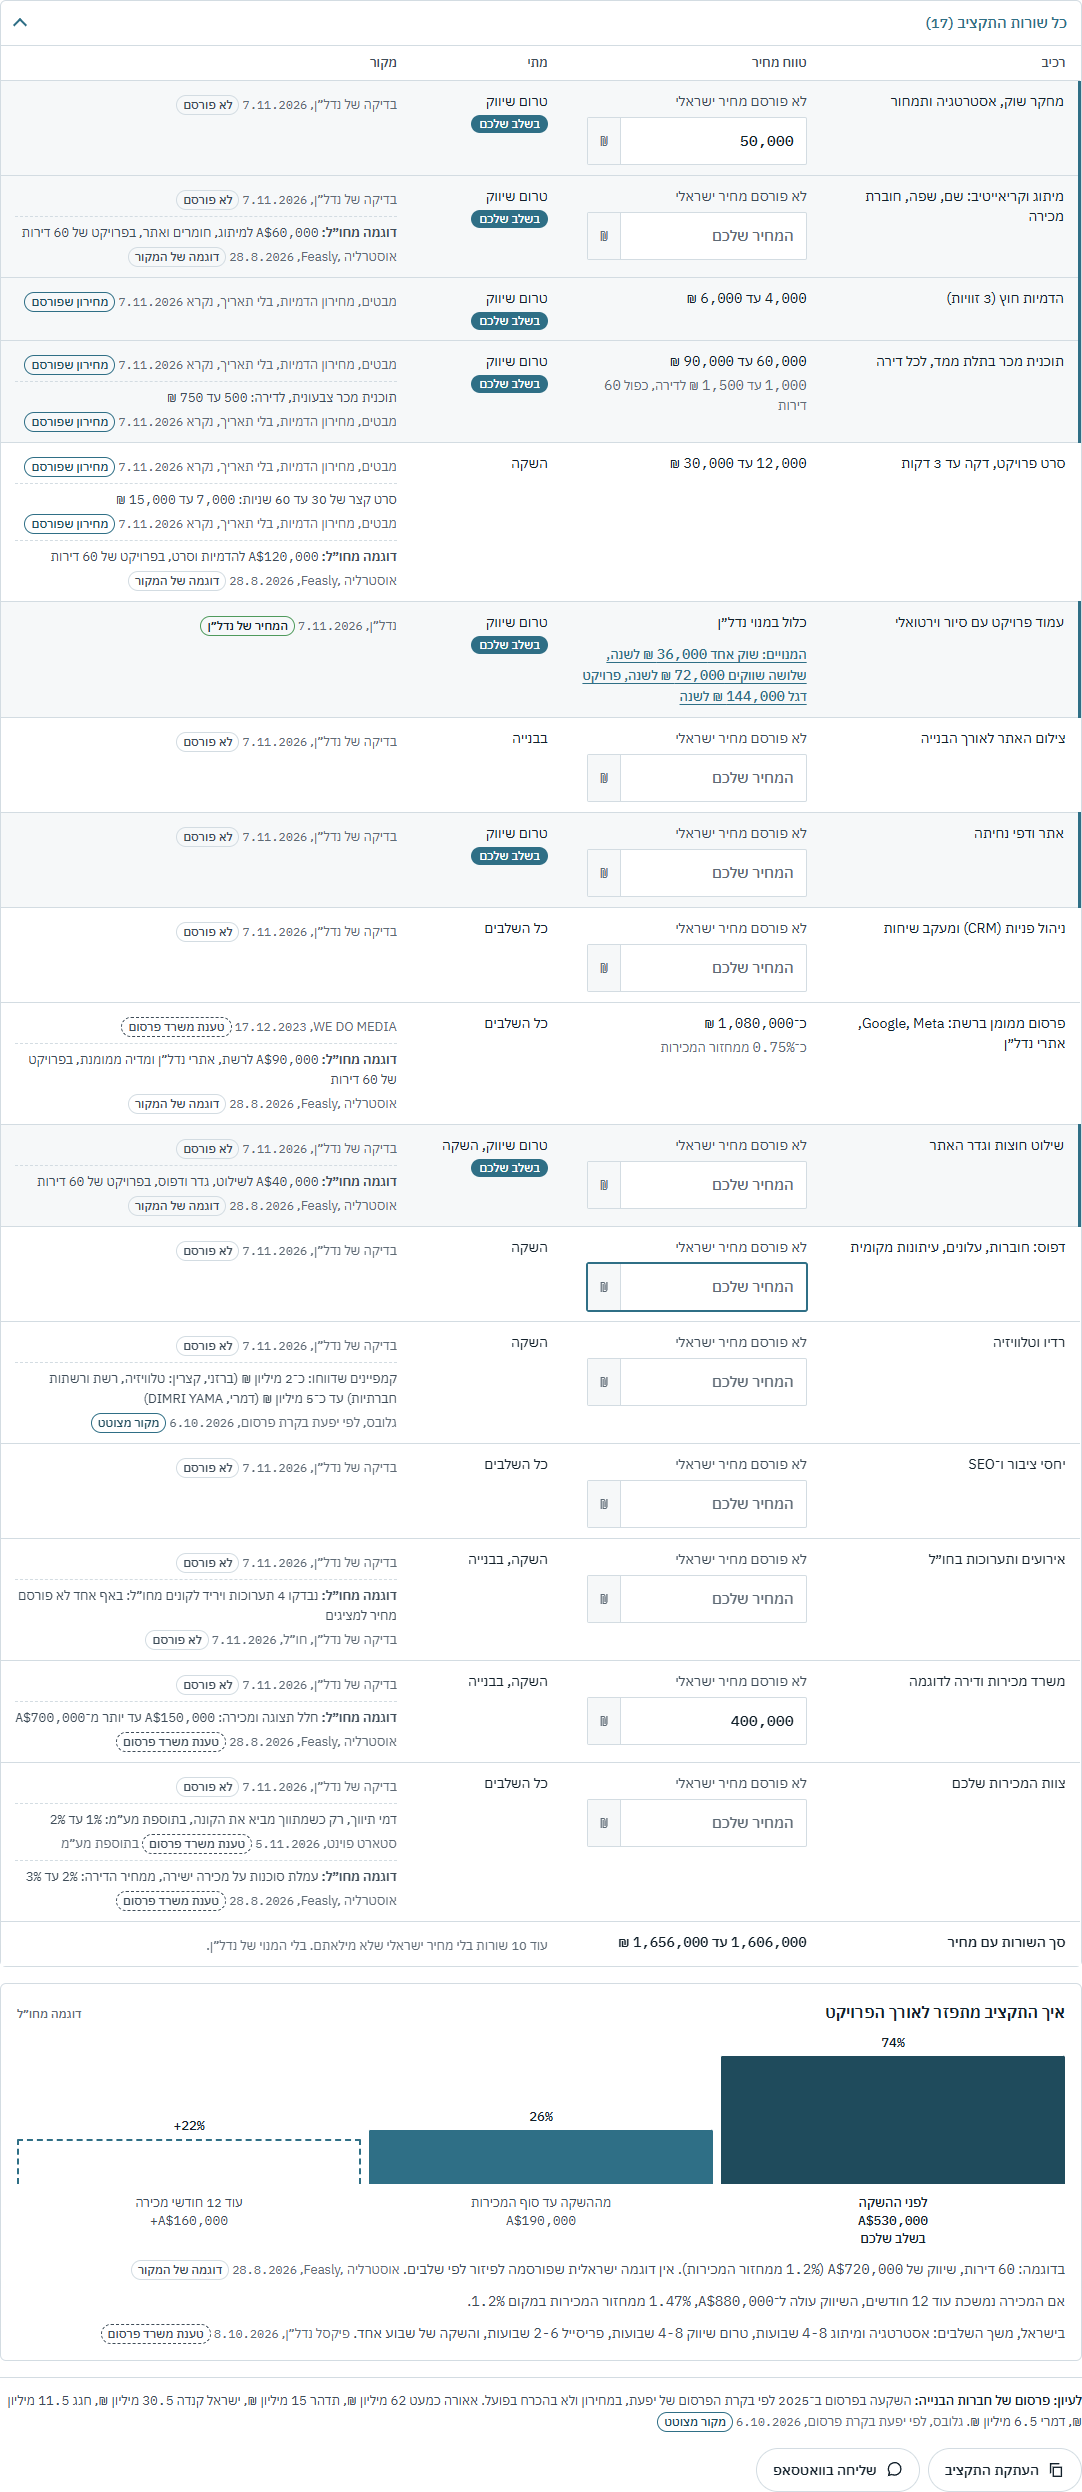 כל שורות התקציב (17)
רכיב
טווח מחיר
מתי
מקור
מחקר שוק, אסטרטגיה ותמחור
לא פורסם מחיר ישראלי
50,000
₪
טרום שיווק
בשלב שלכם
בדיקה של נדל״ן, 7.11.2026 לא פורסם
מיתוג וקריאייטיב: שם, שפה, חוברת
מכירה
לא פורסם מחיר ישראלי
המחיר שלכם
₪
טרום שיווק
בשלב שלכם
בדיקה של נדל״ן, 7.11.2026 לא פורסם
דוגמה מחו״ל: A$60,000 למיתוג, חומרים ואתר, בפרויקט של 60 דירות
אוסטרליה, Feasly, 28.8.2026 דוגמה של המקור
הדמיות חוץ (3 זוויות)
4,000 עד 6,000 ₪
טרום שיווק
בשלב שלכם
מבטים, מחירון הדמיות, בלי תאריך, נקרא 7.11.2026 מחירון שפורסם
תוכנית מכר בתלת ממד, לכל דירה
60,000 עד 90,000 ₪
1,000 עד 1,500 ₪ לדירה, כפול 60
דירות
טרום שיווק
בשלב שלכם
מבטים, מחירון הדמיות, בלי תאריך, נקרא 7.11.2026 מחירון שפורסם
תוכנית מכר צבעונית, לדירה: 500 עד 750 ₪
מבטים, מחירון הדמיות, בלי תאריך, נקרא 7.11.2026 מחירון שפורסם
סרט פרויקט, דקה עד 3 דקות
12,000 עד 30,000 ₪
השקה
מבטים, מחירון הדמיות, בלי תאריך, נקרא 7.11.2026 מחירון שפורסם
סרט קצר של 30 עד 60 שניות: 7,000 עד 15,000 ₪
מבטים, מחירון הדמיות, בלי תאריך, נקרא 7.11.2026 מחירון שפורסם
דוגמה מחו״ל: A$120,000 להדמיות וסרט, בפרויקט של 60 דירות
אוסטרליה, Feasly, 28.8.2026 דוגמה של המקור
עמוד פרויקט עם סיור וירטואלי
כלול במנוי נדל״ן
המנויים: שוק אחד 36,000 ₪ לשנה,
שלושה שווקים 72,000 ₪ לשנה, פרויקט
דגל 144,000 ₪ לשנה
טרום שיווק
בשלב שלכם
נדל״ן, 7.11.2026 המחיר של נדל״ן
צילום האתר לאורך הבנייה
לא פורסם מחיר ישראלי
המחיר שלכם
₪
בבנייה
בדיקה של נדל״ן, 7.11.2026 לא פורסם
אתר ודפי נחיתה
לא פורסם מחיר ישראלי
המחיר שלכם
₪
טרום שיווק
בשלב שלכם
בדיקה של נדל״ן, 7.11.2026 לא פורסם
ניהול פניות (CRM) ומעקב שיחות
לא פורסם מחיר ישראלי
המחיר שלכם
₪
כל השלבים
בדיקה של נדל״ן, 7.11.2026 לא פורסם
פרסום ממומן ברשת: Google, Meta,
אתרי נדל״ן
כ־1,080,000 ₪
כ־0.75% ממחזור המכירות
כל השלבים
WE DO MEDIA, 17.12.2023 טענת משרד פרסום
דוגמה מחו״ל: A$90,000 לרשת, אתרי נדל״ן ומדיה ממומנת, בפרויקט
של 60 דירות
אוסטרליה, Feasly, 28.8.2026 דוגמה של המקור
שילוט חוצות וגדר האתר
לא פורסם מחיר ישראלי
המחיר שלכם
₪
טרום שיווק, השקה
בשלב שלכם
בדיקה של נדל״ן, 7.11.2026 לא פורסם
דוגמה מחו״ל: A$40,000 לשילוט, גדר ודפוס, בפרויקט של 60 דירות
אוסטרליה, Feasly, 28.8.2026 דוגמה של המקור
דפוס: חוברות, עלונים, עיתונות מקומית
לא פורסם מחיר ישראלי
המחיר שלכם
₪
השקה
בדיקה של נדל״ן, 7.11.2026 לא פורסם
רדיו וטלוויזיה
לא פורסם מחיר ישראלי
המחיר שלכם
₪
השקה
בדיקה של נדל״ן, 7.11.2026 לא פורסם
קמפיינים שדווחו: כ־2 מיליון ₪ (ברזני, קצרין: טלוויזיה, רשת ורשתות
חברתיות) עד כ־5 מיליון ₪ (דמרי, DIMRI YAMA)
גלובס, לפי יפעת בקרת פרסום, 6.10.2026 מקור מצוטט
יחסי ציבור ו־SEO
לא פורסם מחיר ישראלי
המחיר שלכם
₪
כל השלבים
בדיקה של נדל״ן, 7.11.2026 לא פורסם
אירועים ותערוכות בחו״ל
לא פורסם מחיר ישראלי
המחיר שלכם
₪
השקה, בבנייה
בדיקה של נדל״ן, 7.11.2026 לא פורסם
דוגמה מחו״ל: נבדקו 4 תערוכות ויריד לקונים מחו״ל: באף אחד לא פורסם
מחיר למציגים
בדיקה של נדל״ן, חו״ל, 7.11.2026 לא פורסם
משרד מכירות ודירה לדוגמה
לא פורסם מחיר ישראלי
400,000
₪
השקה, בבנייה
בדיקה של נדל״ן, 7.11.2026 לא פורסם
דוגמה מחו״ל: חלל תצוגה ומכירה: A$150,000 עד יותר מ־A$700,000
אוסטרליה, Feasly, 28.8.2026 טענת משרד פרסום
צוות המכירות שלכם
לא פורסם מחיר ישראלי
המחיר שלכם
₪
כל השלבים
בדיקה של נדל״ן, 7.11.2026 לא פורסם
דמי תיווך, רק כשמתווך מביא את הקונה, בתוספת מע״מ: 1% עד 2%
סטארט פוינט, 5.11.2026 טענת משרד פרסום בתוספת מע״מ
דוגמה מחו״ל: עמלת סוכנות על מכירה ישירה, ממחיר הדירה: 2% עד 3%
אוסטרליה, Feasly, 28.8.2026 טענת משרד פרסום
סך השורות עם מחיר
1,606,000 עד 1,656,000 ₪
עוד 10 שורות בלי מחיר ישראלי שלא מילאתם. בלי המנוי של נדל״ן.
איך התקציב מתפזר לאורך הפרויקט
דוגמה מחו״ל
74%
26%
+22%
לפני ההשקה
A$530,000
בשלב שלכם
מההשקה עד סוף המכירות
A$190,000
עוד 12 חודשי מכירה
+A$160,000
בדוגמה: 60 דירות, שיווק של A$720,000 (1.2% ממחזור המכירות). אין דוגמה ישראלית שפורסמה לפיזור לפי שלבים. אוסטרליה, Feasly, 28.8.2026 דוגמה של המקור
אם המכירה נמשכת עוד 12 חודשים, השיווק עולה ל־A$880,000, 1.47% ממחזור המכירות במקום 1.2%.
בישראל, משך השלבים: אסטרטגיה ומיתוג 4-8 שבועות, טרום שיווק 4-8 שבועות, פריסייל 2-6 שבועות, והשקה של שבוע אחד. פיקסל נדל״ן, 8.10.2026 טענת משרד פרסום
לעיון: פרסום של חברות הבנייה: השקעה בפרסום ב־2025 לפי בקרת הפרסום של יפעת, במחירון ולא בהכרח בפועל. אאורה כמעט 62 מיליון ₪, תדהר 15 מיליון ₪, ישראל קנדה 30.5 מיליון ₪, חגג 11.5 מיליון
₪, דמרי 6.5 מיליון ₪. גלובס, לפי יפעת בקרת פרסום, 6.10.2026 מקור מצוטט
העתקת התקציב
שליחה בוואטסאפ